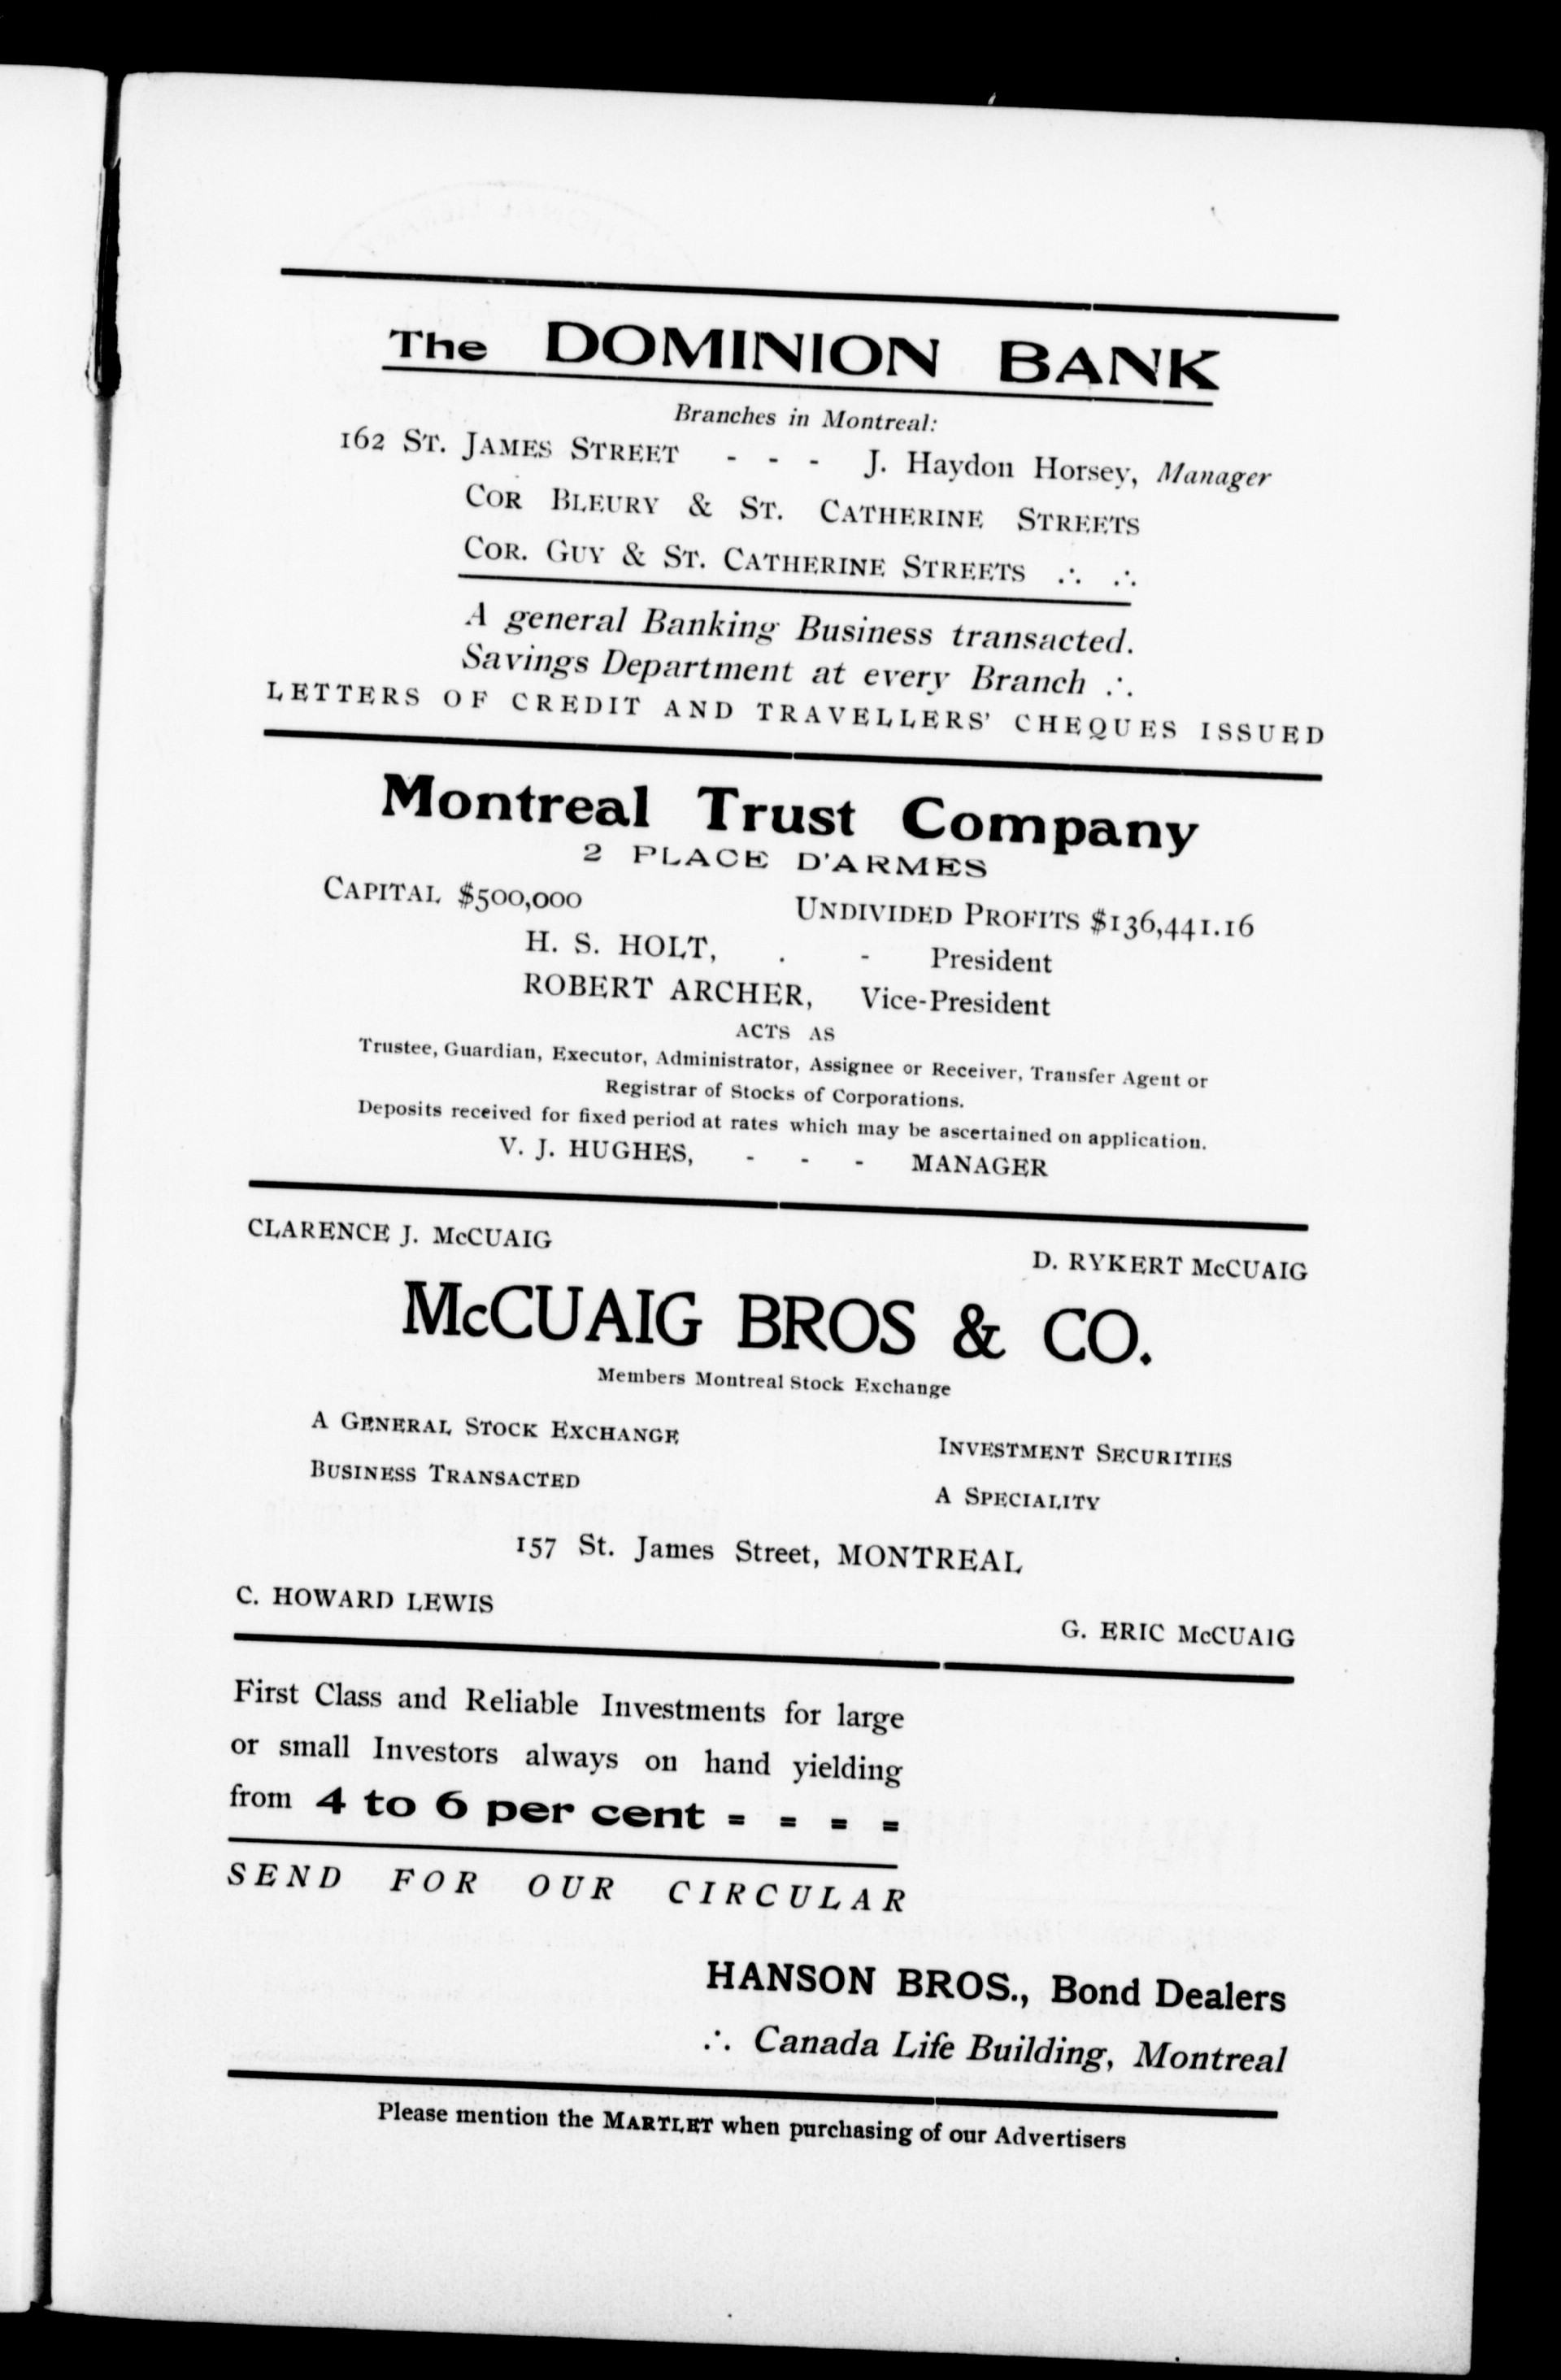 The DOMINION BANK
Branches in Montreal:
162 ST. JAMES STREET - - - J. Haydon Horsey, Manager
COR BLEURY & ST. CATHERINE STREETS
COR. GUY & ST. CATHERINE STREETS ∴ ∴
A general Banking Business transacted.
Savings Department at every Branch ∴
LETTERS OF CREDIT AND TRAVELLERS' CHEQUES ISSUED
Montreal Trust Company
2 PLACE D'ARMES
CAPITAL $500,000 UNDIVIDED PROFITS $136,441.16
H. S. HOLT, . - President
ROBERT ARCHER, Vice-President
ACTS AS
Trustee, Guardian, Executor, Administrator, Assignee or Receiver, Transfer Agent or
Registrar of Stocks of Corporations.
Deposits received for fixed period at rates which may be ascertained on application.
V. J. HUGHES, - - - MANAGER
CLARENCE J. McCUAIG D. RYKERT McCUAIG
McCUAIG BROS & CO.
Members Montreal Stock Exchange
A GENERAL STOCK EXCHANGE INVESTMENT SECURITIES
BUSINESS TRANSACTED A SPECIALITY
157 St. James Street, MONTREAL
C. HOWARD LEWIS G. ERIC McCUAIG
First Class and Reliable Investments for large
or small Investors always on hand yielding
from 4 to 6 per cent = = = =
SEND FOR OUR CIRCULAR
HANSON BROS., Bond Dealers
∴ Canada Life Building, Montreal
Please mention the MARTLET when purchasing of our Advertisers